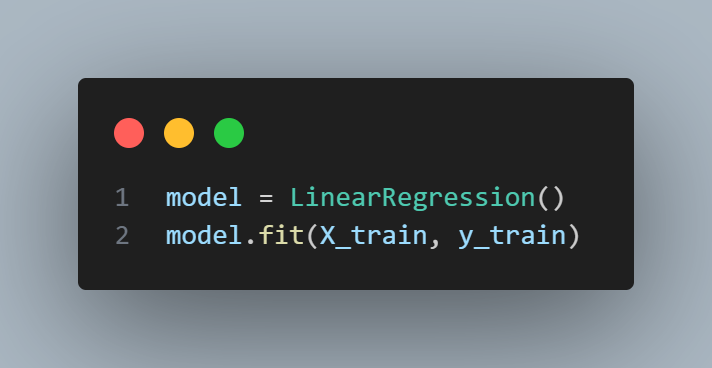 1 model = LinearRegression()
2 model.fit(X_train, y_train)